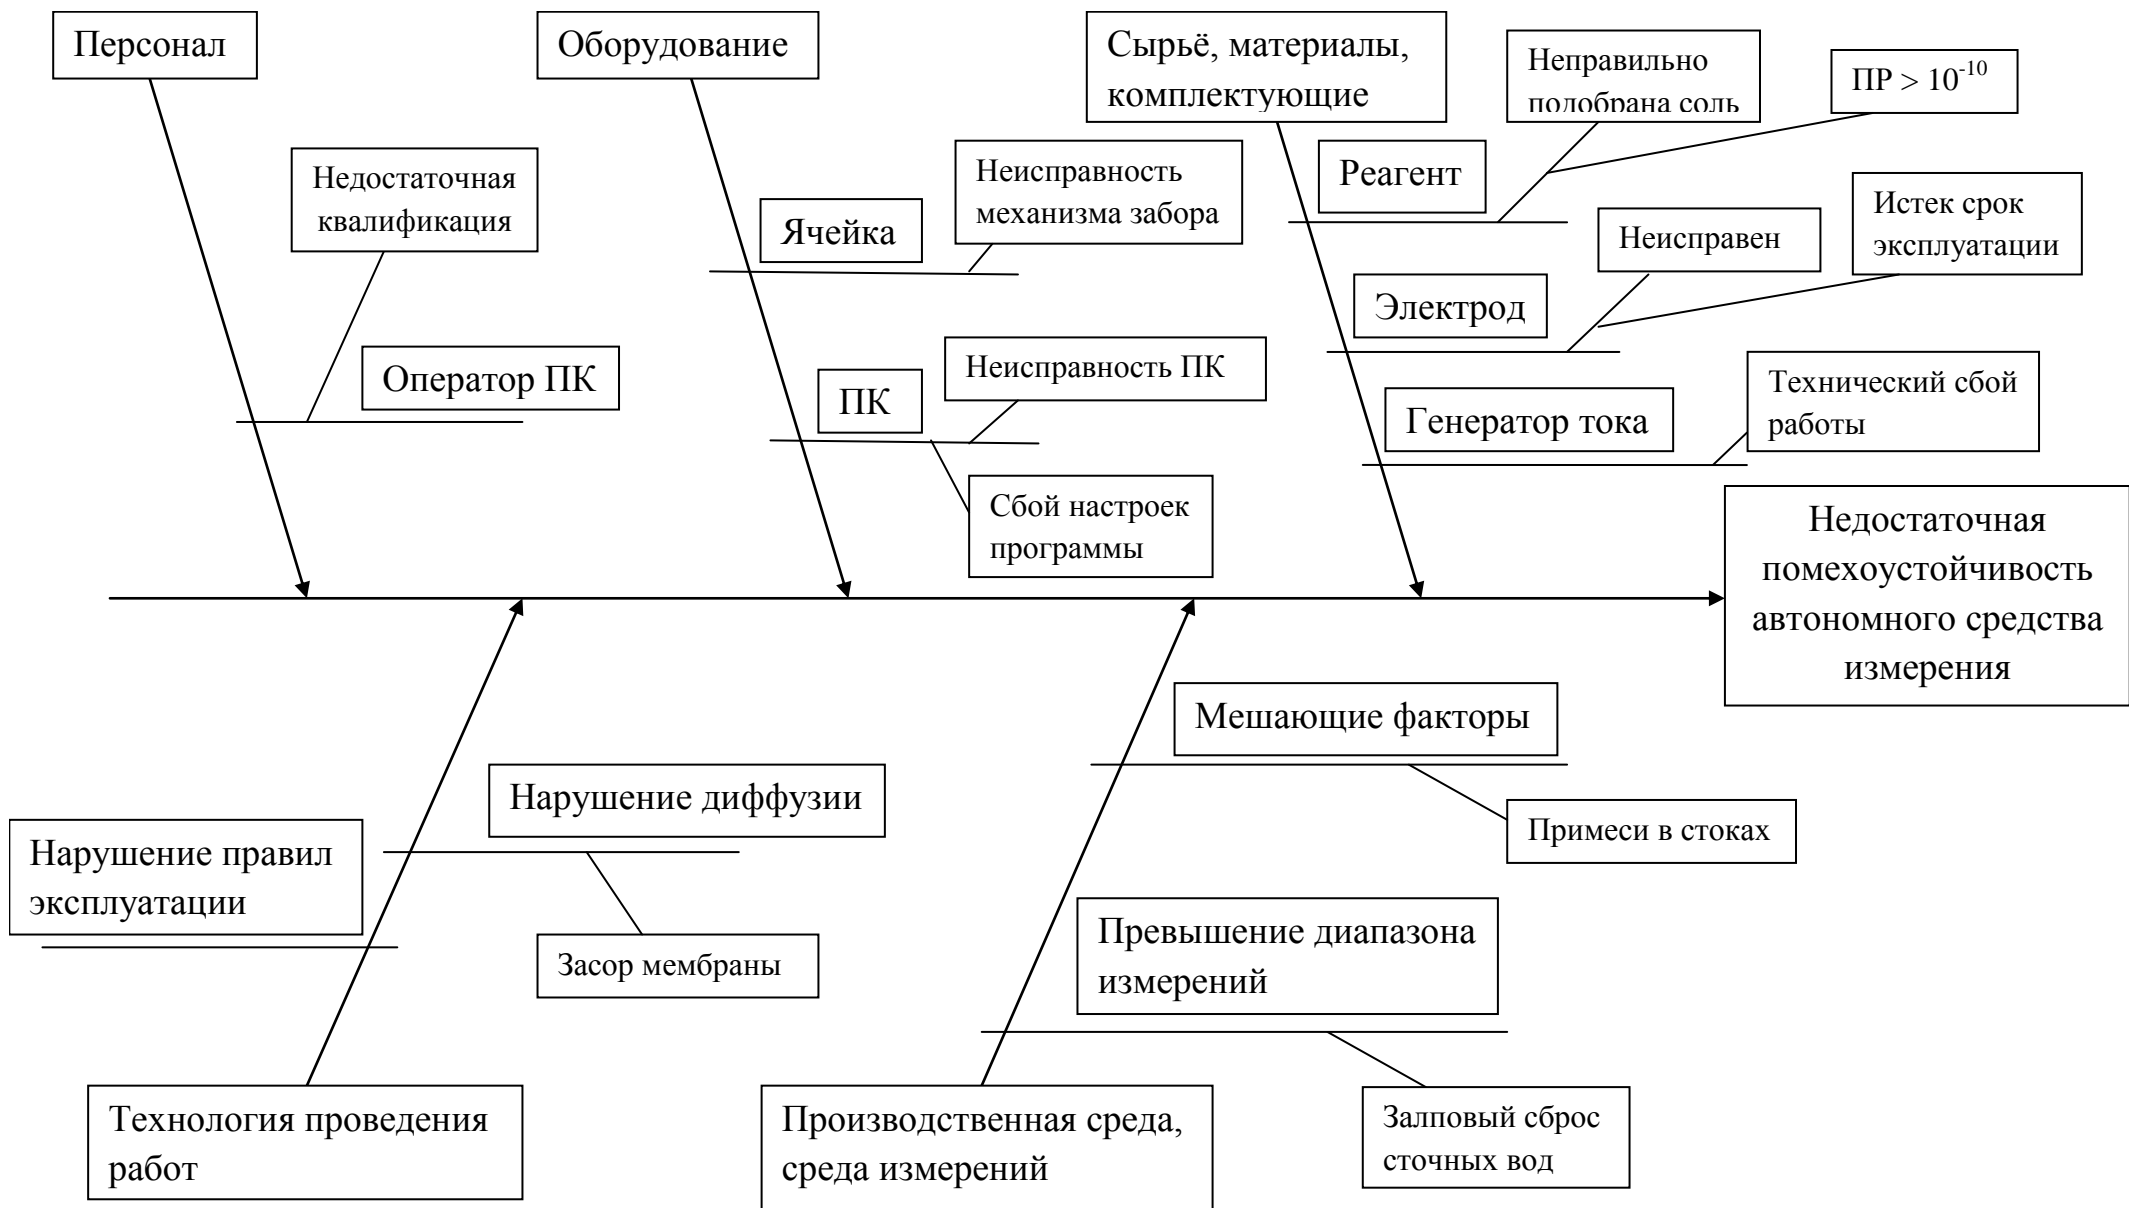 Персонал
Оборудование
Сырьё, материалы,
комплектующие
Неправильно
подобрана соль
ПР > 10⁻¹⁰
Недостаточная
квалификация
Ячейка
Неисправность
механизма забора
Реагент
Неисправен
Истек срок
эксплуатации
Электрод
Оператор ПК
ПК
Неисправность ПК
Генератор тока
Технический сбой
работы
Сбой настроек
программы
Недостаточная
помехоустойчивость
автономного средства
измерения
Мешающие факторы
Примеси в стоках
Нарушение диффузии
Нарушение правил
эксплуатации
Засор мембраны
Превышение диапазона
измерений
Технология проведения
работ
Производственная среда,
среда измерений
Залповый сброс
сточных вод